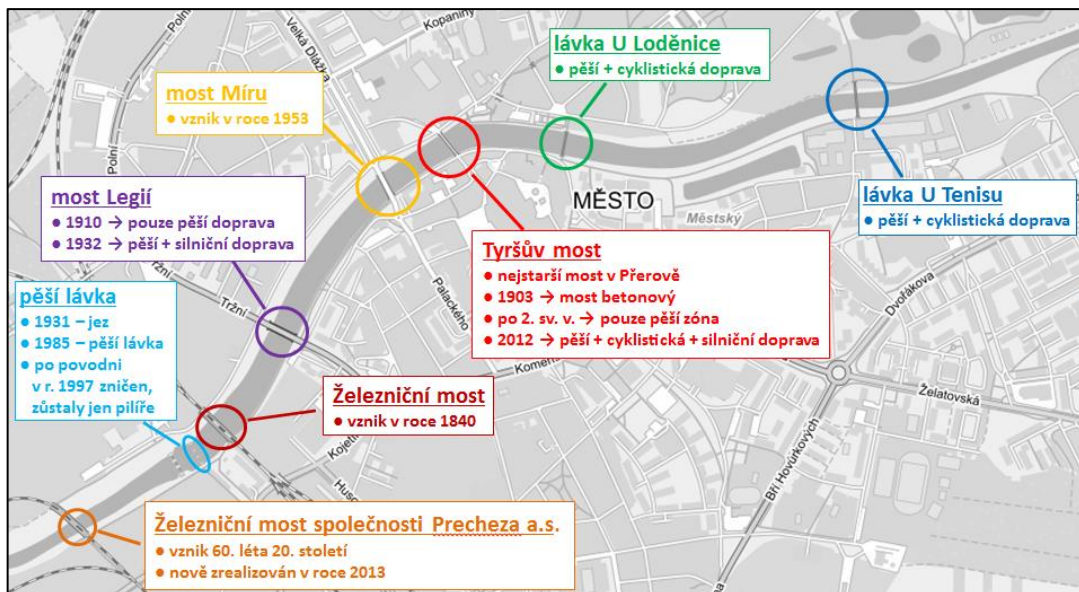 Kopaniny
Polní
Velká Dlážka
lávka U Loděnice
● pěší + cyklistická doprava
most Míru
● vznik v roce 1953
Polní
most Legií
● 1910 → pouze pěší doprava
● 1932 → pěší + silniční doprava
MĚSTO
Městský
lávka U Tenisu
● pěší + cyklistická doprava
Tyršův most
● nejstarší most v Přerově
● 1903 → most betonový
● po 2. sv. v. → pouze pěší zóna
● 2012 → pěší + cyklistická + silniční doprava
Tržní
Tržní
Palackého
Dvořákova
pěší lávka
● 1931 – jez
● 1985 – pěší lávka
● po povodni
v r. 1997 zničen,
zůstaly jen pilíře
Komens
Želatovská
Železniční most
● vznik v roce 1840
Kojetín
Bří Hovůrkových
Huso
Železniční most společnosti Precheza a.s.
● vznik 60. léta 20. století
● nově zrealizován v roce 2013